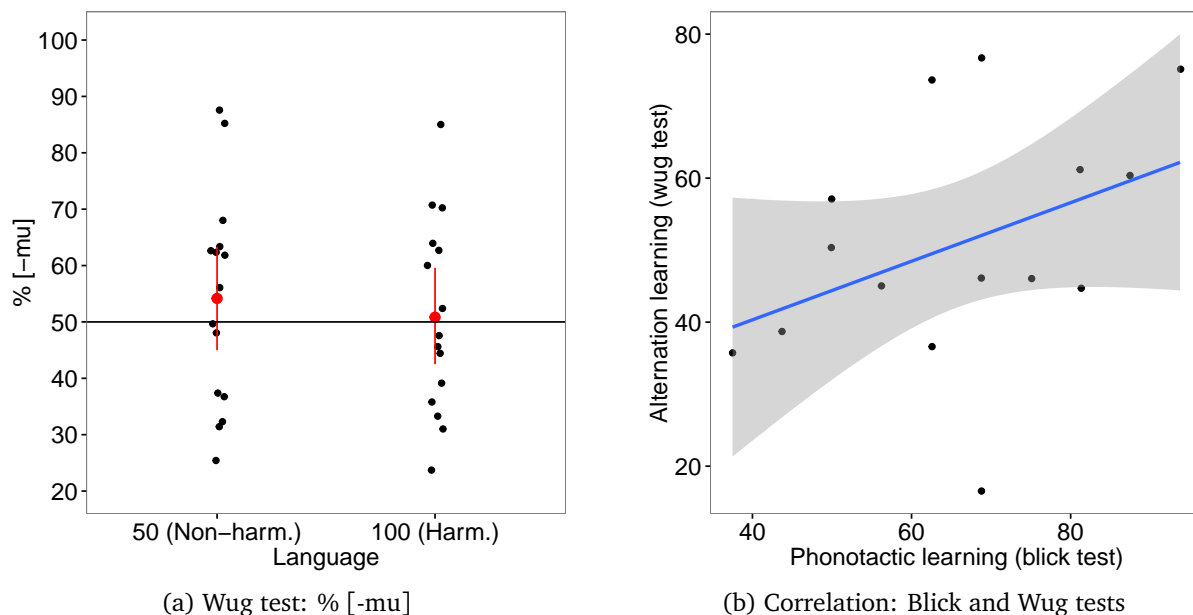 100
90
80
70
60
50
40
30
20
% [−mu]
50 (Non−harm.)
100 (Harm.)
Language
(a) Wug test: % [-mu]
80
60
40
20
Alternation learning (wug test)
40
60
80
Phonotactic learning (blick test)
(b) Correlation: Blick and Wug tests